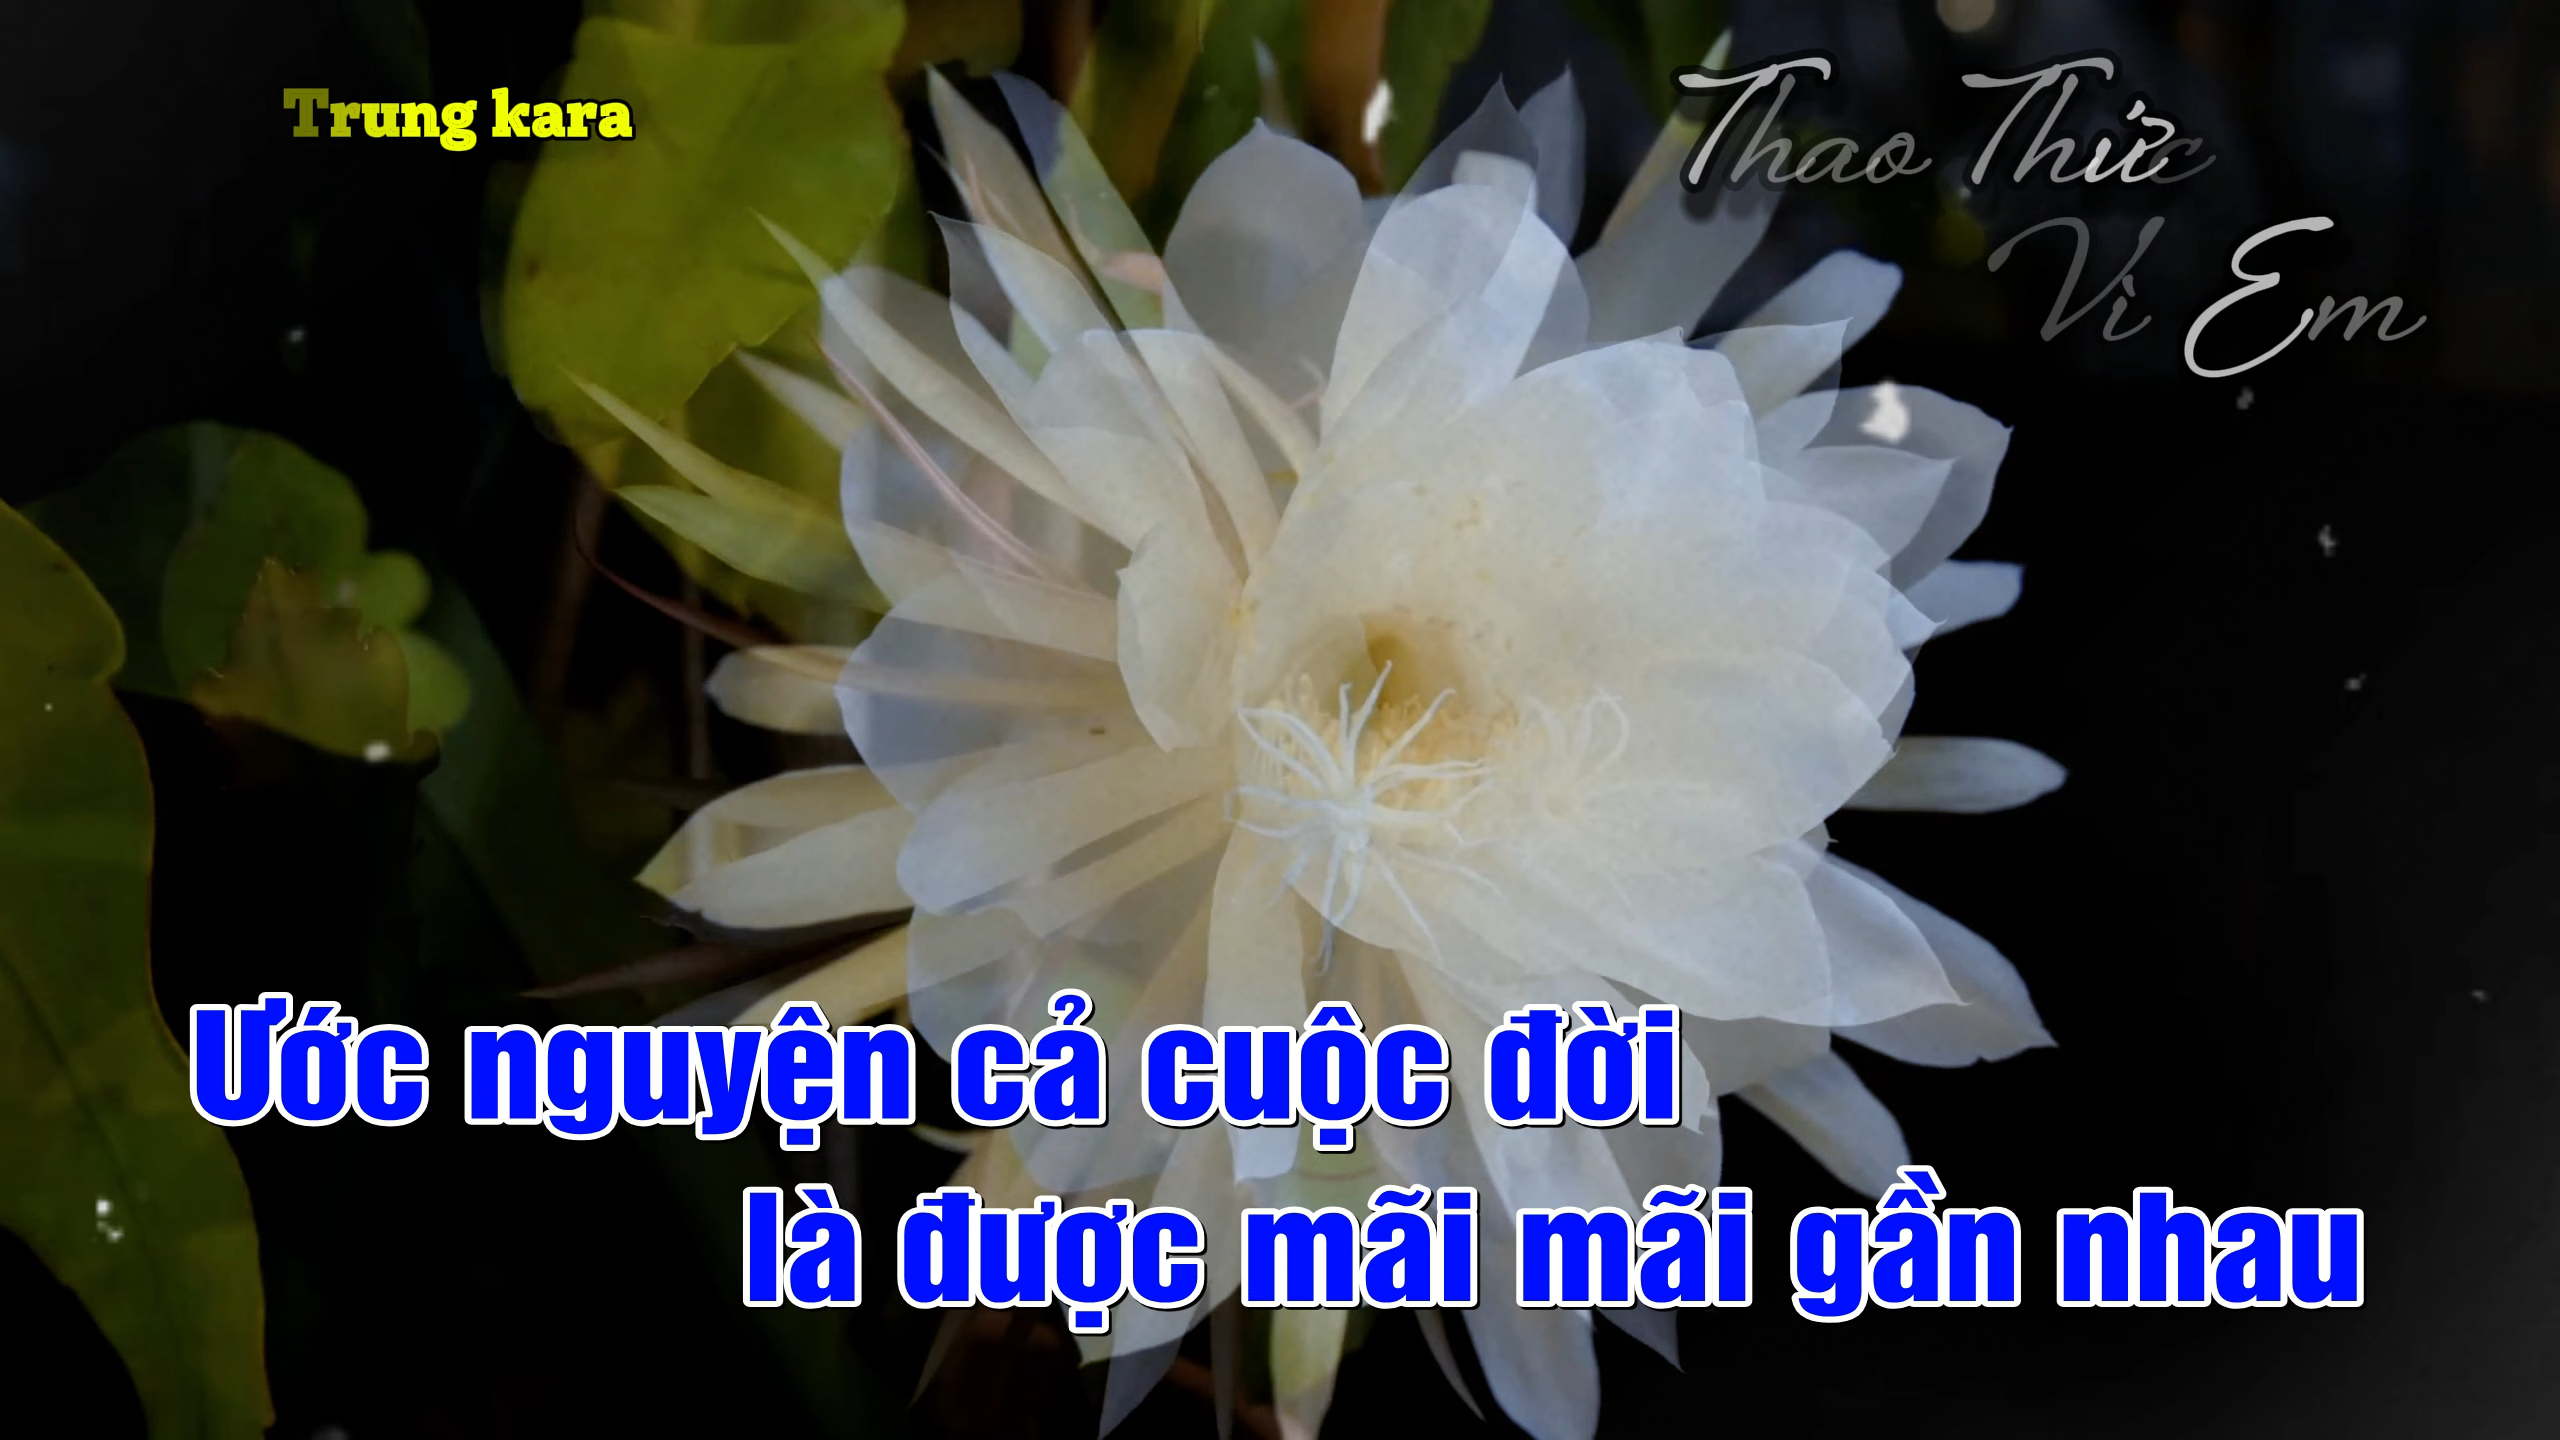 Trung kara
Thao Thức
Vì Em
Ước nguyện cả cuộc đời
là được mãi mãi gần nhau